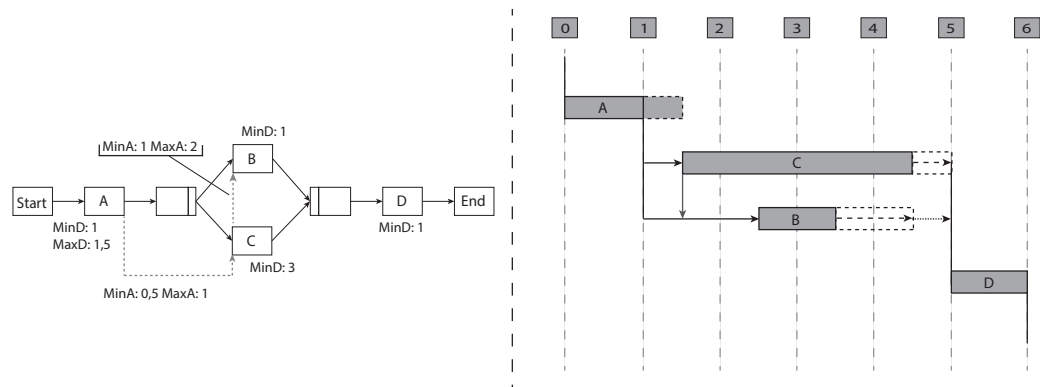 MinD: 1
MinA: 1 MaxA: 2
B
Start
A
D
End
MinD: 1
MaxD: 1,5
MinD: 1
C
MinD: 3
MinA: 0,5 MaxA: 1
0 1 2 3 4 5 6
A
C
B
D